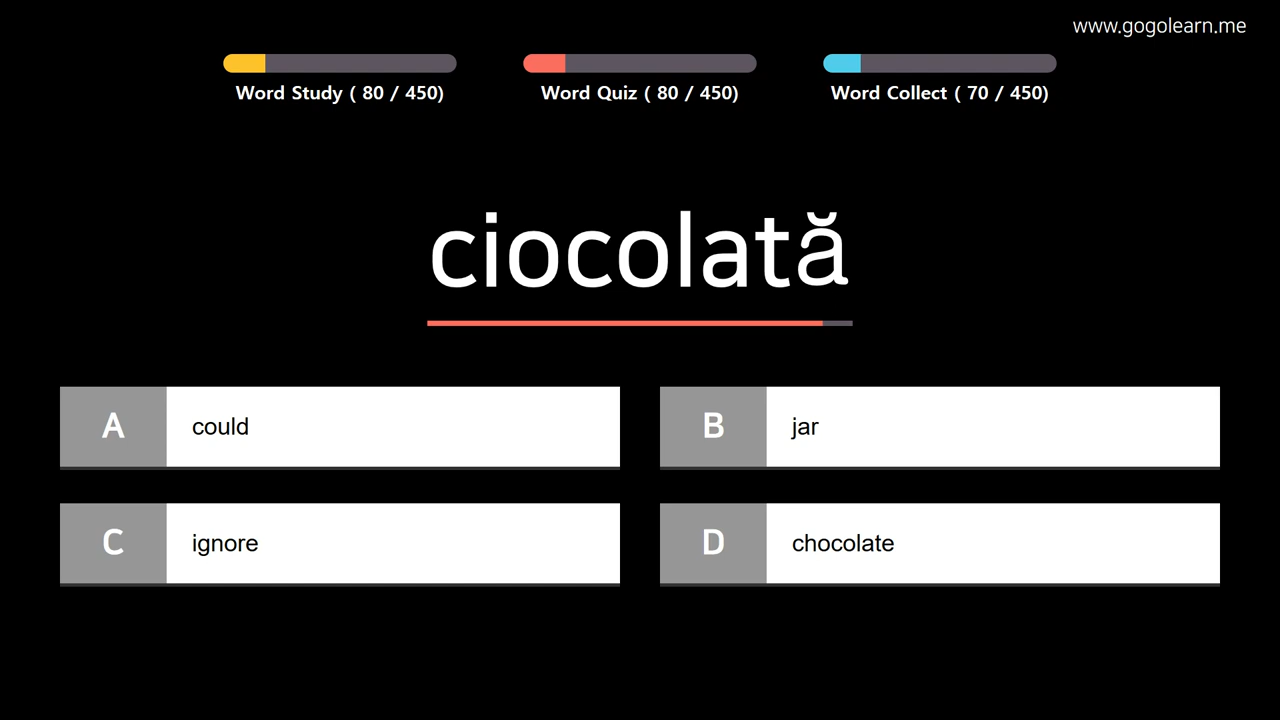 www.gogolearn.me
Word Study ( 80 / 450)
Word Quiz ( 80 / 450)
Word Collect ( 70 / 450)
ciocolată
A could
B jar
C ignore
D chocolate